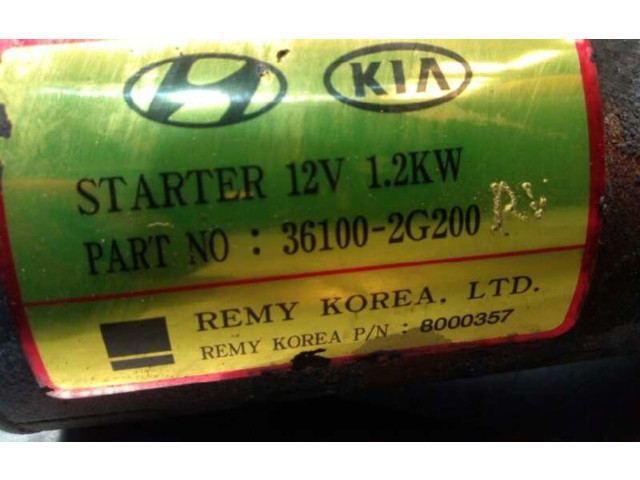 KIA
STARTER 12V 1.2KW
PART NO : 36100-2G200
REMY KOREA. LTD.
REMY KOREA P/N : 8000357